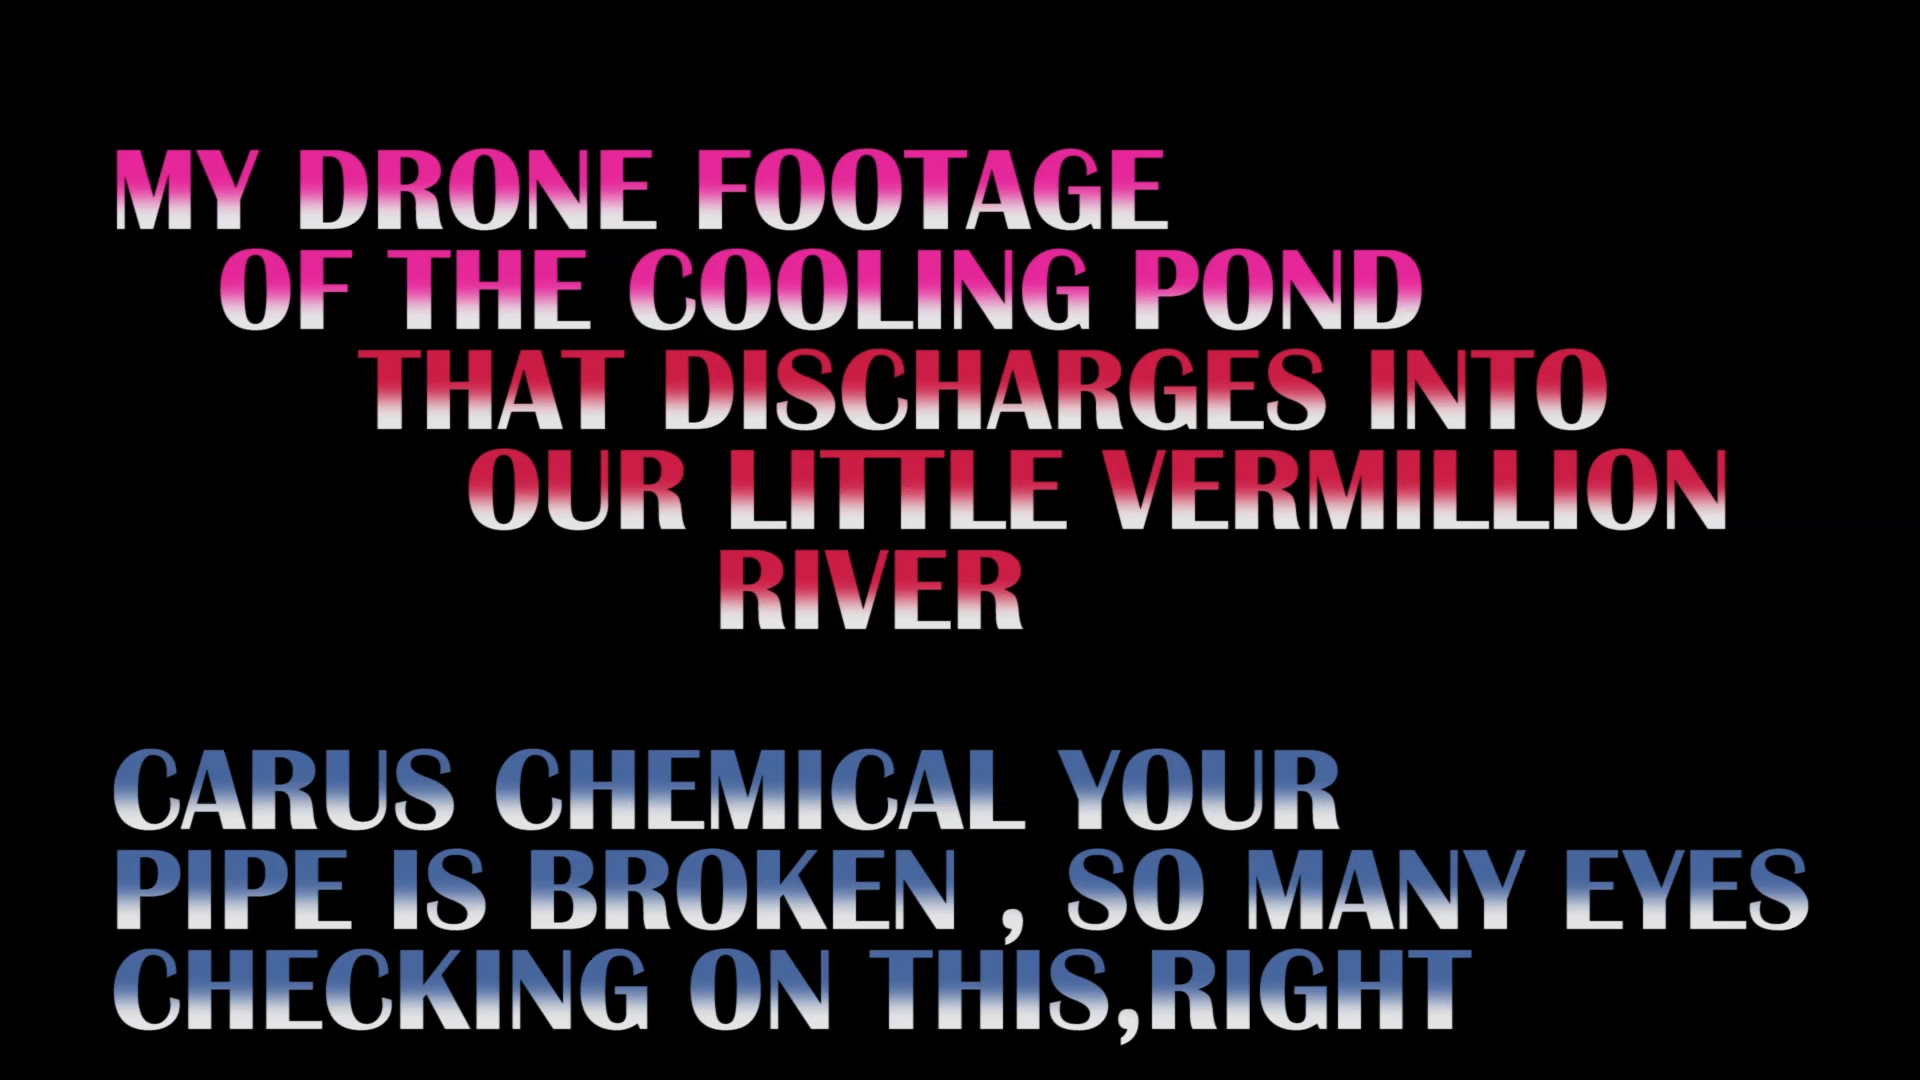 MY DRONE FOOTAGE
OF THE COOLING POND
THAT DISCHARGES INTO
OUR LITTLE VERMILLION
RIVER
CARUS CHEMICAL YOUR
PIPE IS BROKEN , SO MANY EYES
CHECKING ON THIS,RIGHT